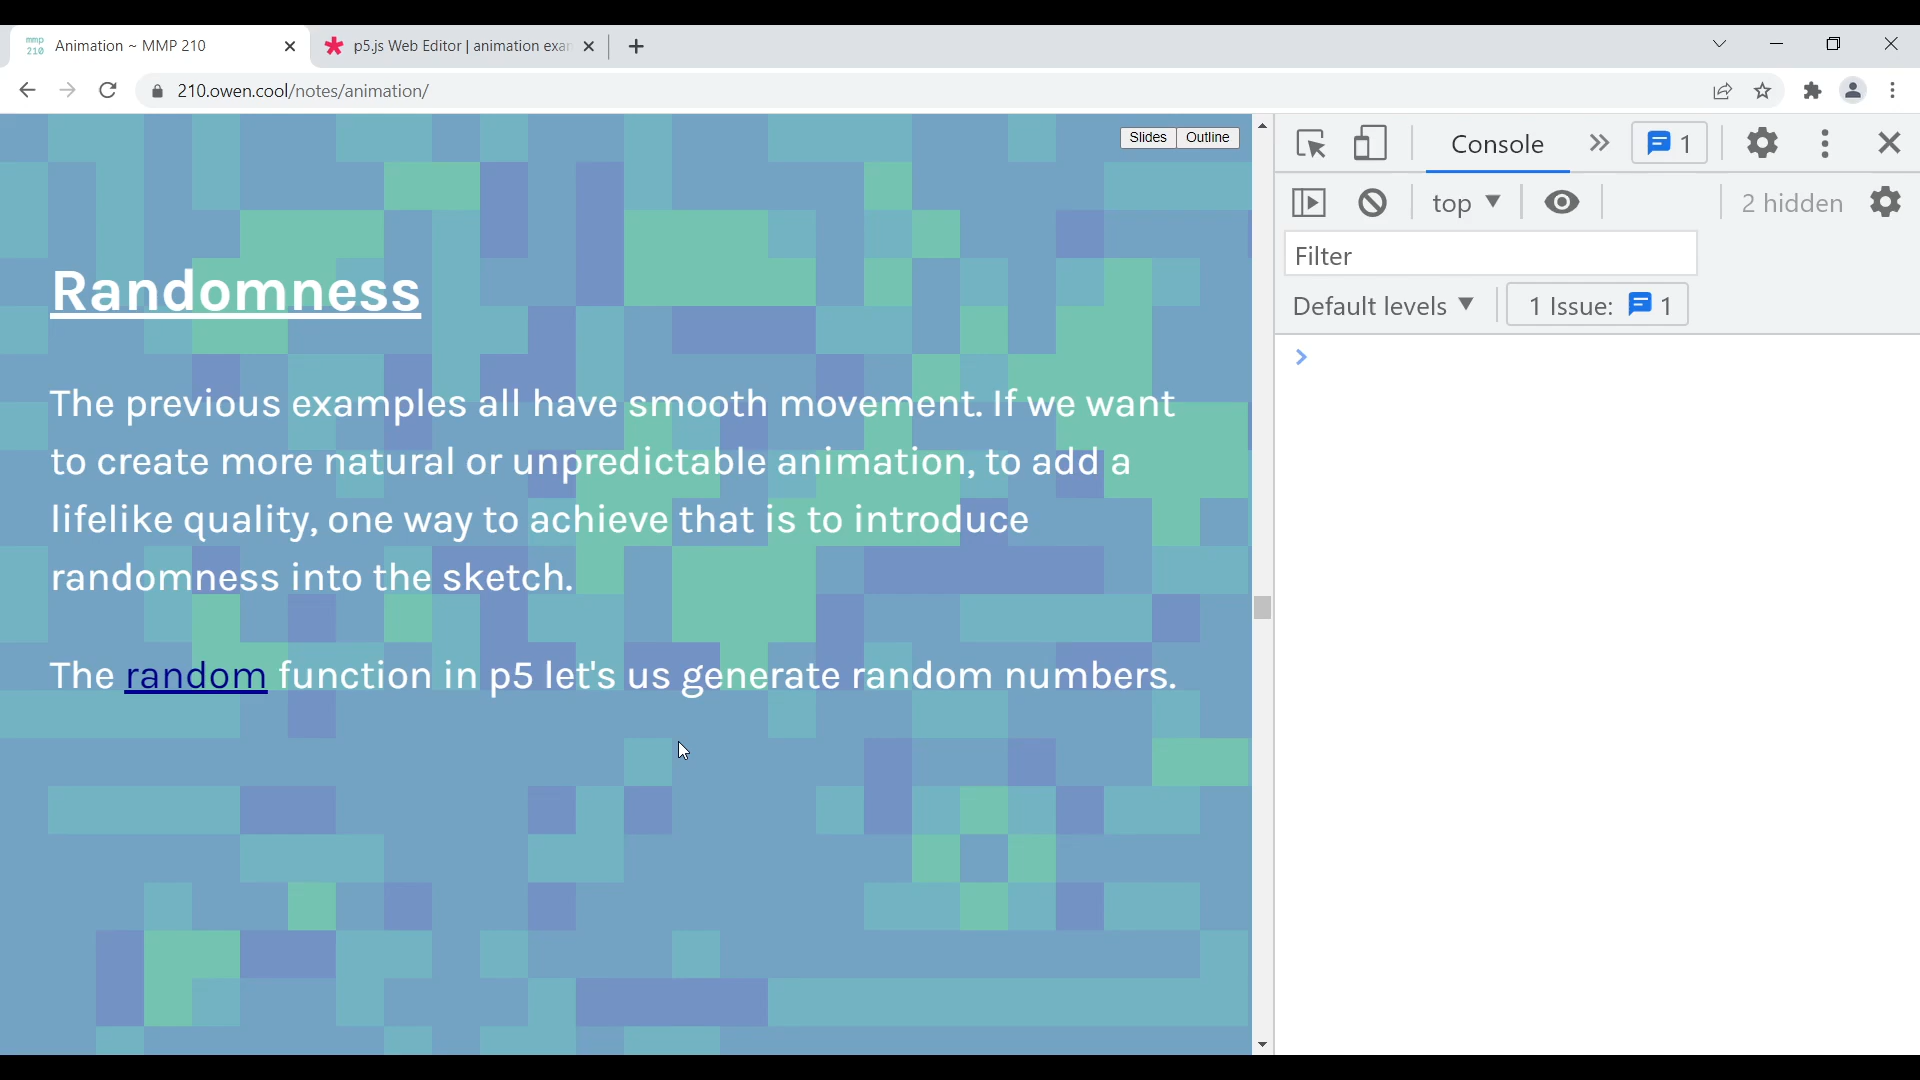 mmp 210
Animation ~ MMP 210
p5.js Web Editor | animation exa
210.owen.cool/notes/animation/
Slides
Outline
Console
1
top
2 hidden
Filter
Default levels
1 Issue:
1
Randomness
The previous examples all have smooth movement. If we want
to create more natural or unpredictable animation, to add a
lifelike quality, one way to achieve that is to introduce
randomness into the sketch.
The random function in p5 let's us generate random numbers.